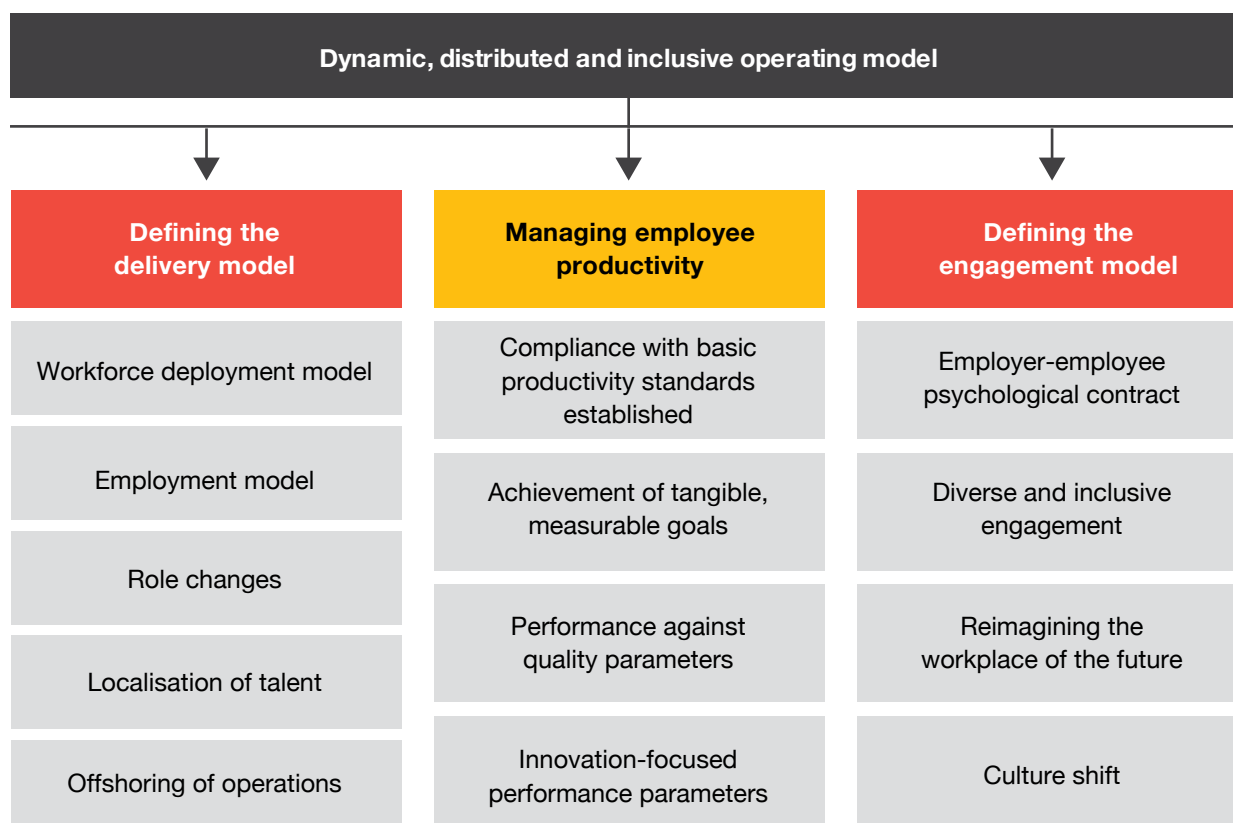 Dynamic, distributed and inclusive operating model
Defining the
delivery model
Workforce deployment model
Employment model
Role changes
Localisation of talent
Offshoring of operations
Managing employee
productivity
Compliance with basic
productivity standards
established
Achievement of tangible,
measurable goals
Performance against
quality parameters
Innovation-focused
performance parameters
Defining the
engagement model
Employer-employee
psychological contract
Diverse and inclusive
engagement
Reimagining the
workplace of the future
Culture shift